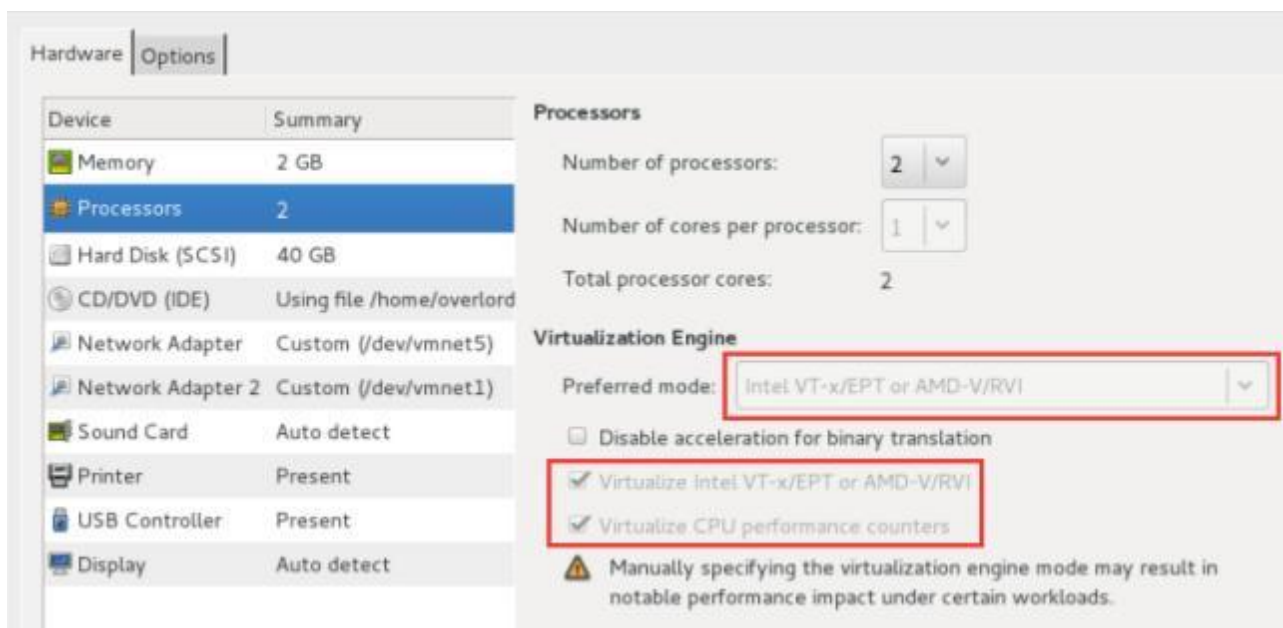 Hardware Options
Device Summary
Memory 2 GB
Processors 2
Hard Disk (SCSI) 40 GB
CD/DVD (IDE) Using file /home/overlord
Network Adapter Custom (/dev/vmnet5)
Network Adapter 2 Custom (/dev/vmnet1)
Sound Card Auto detect
Printer Present
USB Controller Present
Display Auto detect
Processors
Number of processors: 2
Number of cores per processor: 1
Total processor cores: 2
Virtualization Engine
Preferred mode: Intel VT-x/EPT or AMD-V/RVI
Disable acceleration for binary translation
Virtualize Intel VT-x/EPT or AMD-V/RVI
Virtualize CPU performance counters
Manually specifying the virtualization engine mode may result in
notable performance impact under certain workloads.